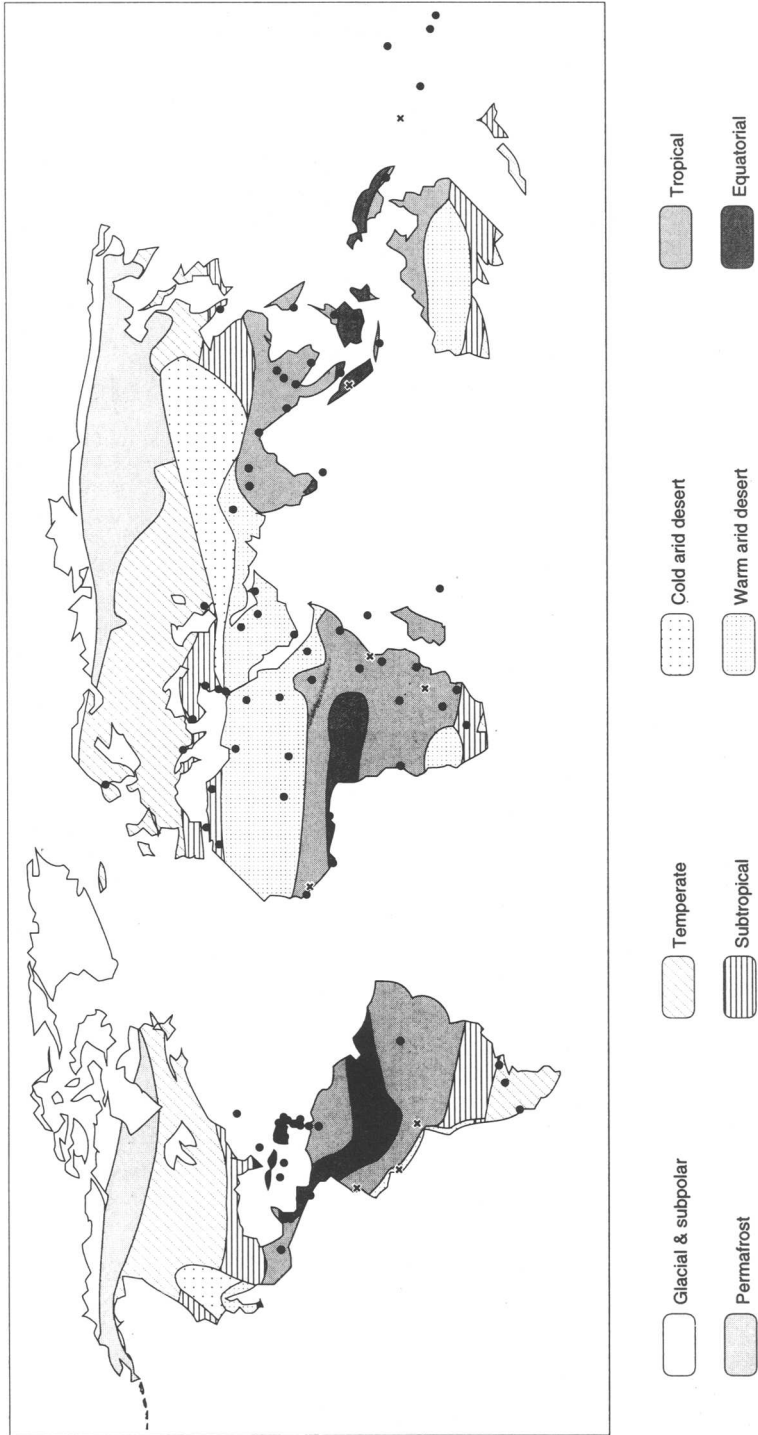 Glacial & subpolar
Permafrost
Temperate
Subtropical
Cold arid desert
Warm arid desert
Tropical
Equatorial